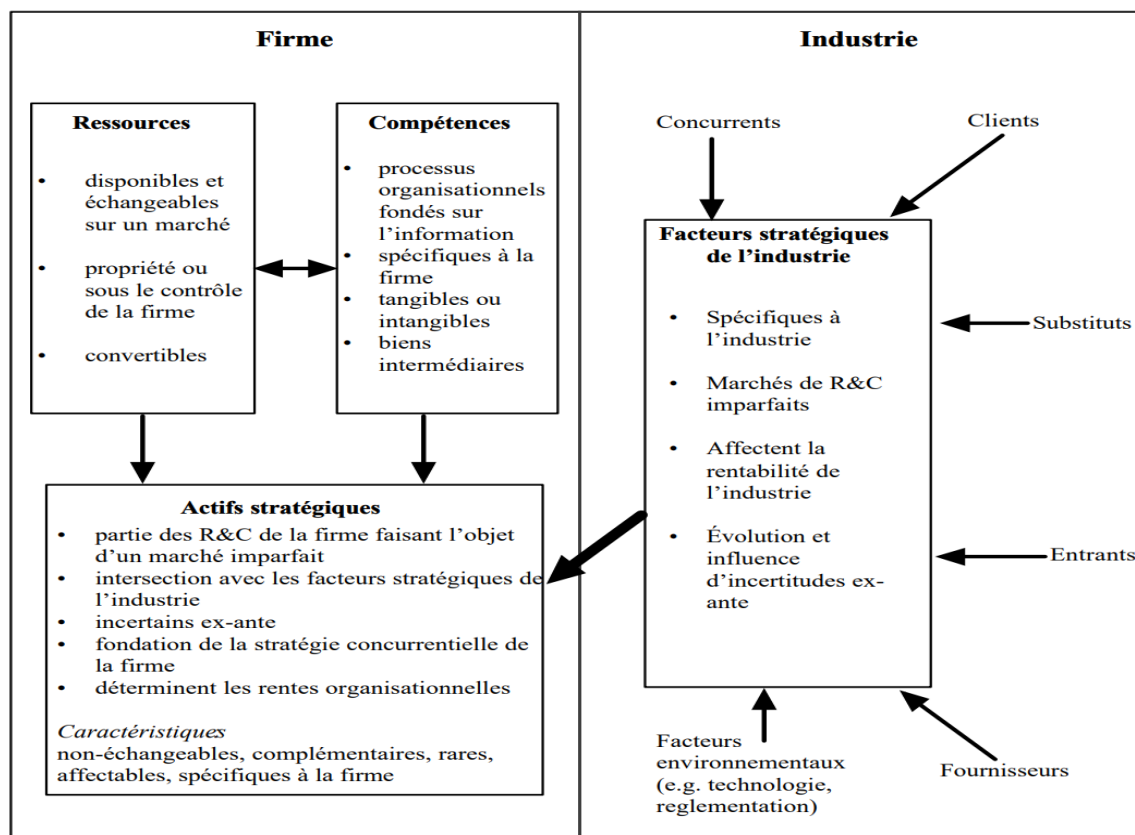 Firme
Ressources
• disponibles et
échangeables
sur un marché
• propriété ou
sous le contrôle
de la firme
• convertibles
Compétences
• processus
organisationnels
fondés sur
l'information
• spécifiques à la
firme
• tangibles ou
intangibles
• biens
intermédiaires
Actifs stratégiques
• partie des R&C de la firme faisant l'objet
d'un marché imparfait
• intersection avec les facteurs stratégiques de
l'industrie
• incertains ex-ante
• fondation de la stratégie concurrentielle de
la firme
• déterminent les rentes organisationnelles
Caractéristiques
non-échangeables, complémentaires, rares,
affectables, spécifiques à la firme
Industrie
Concurrents
Clients
Facteurs stratégiques
de l'industrie
• Spécifiques à
l'industrie
• Marchés de R&C
imparfaits
• Affectent la
rentabilité de
l'industrie
• Évolution et
influence
d'incertitudes ex-
ante
Substituts
Entrants
Facteurs
environnementaux
(e.g. technologie,
reglementation)
Fournisseurs